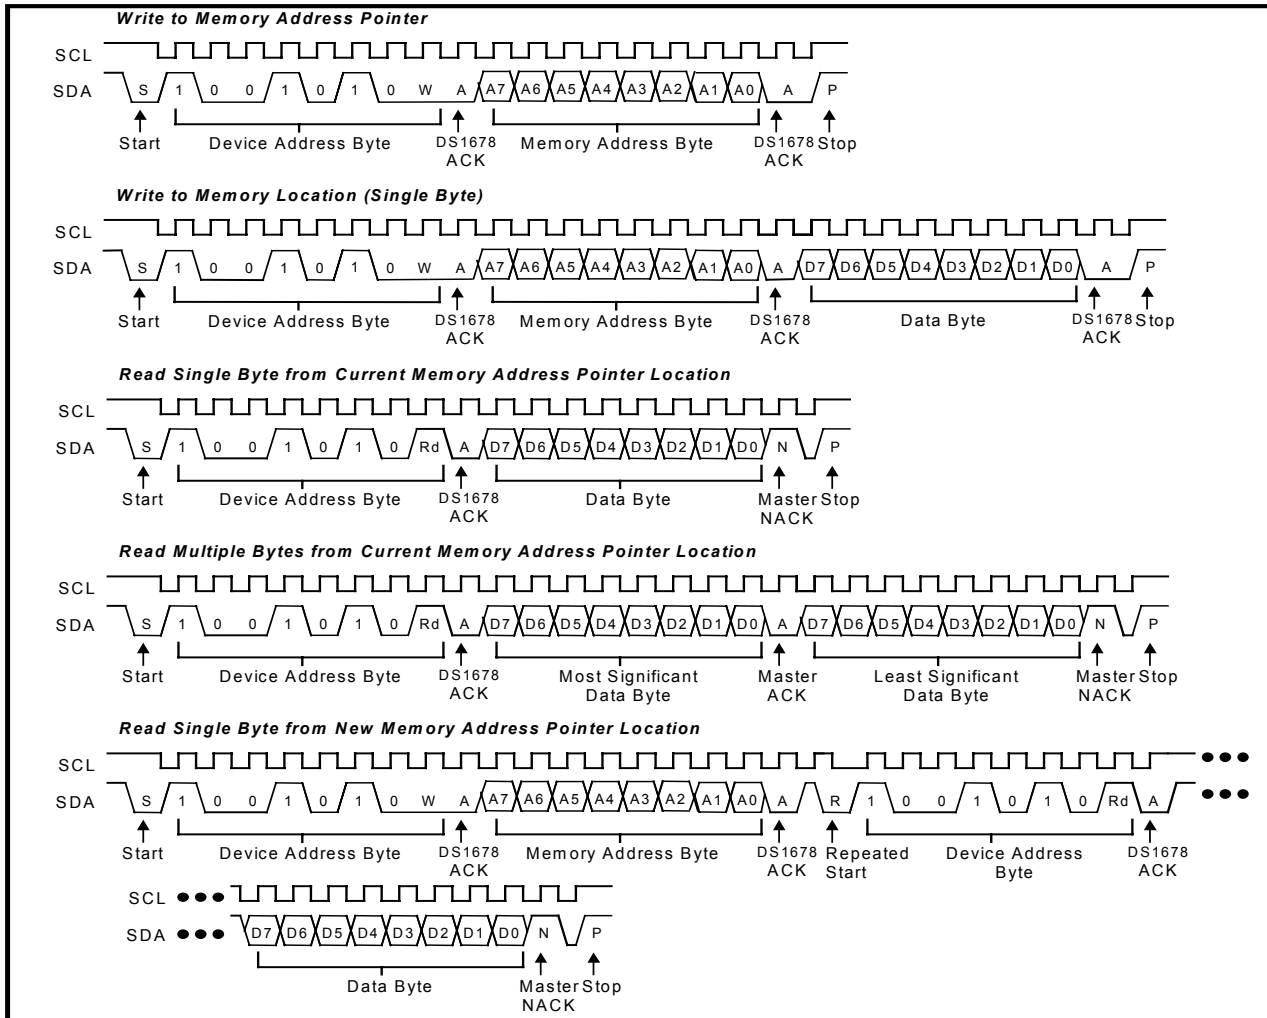 Write to Memory Address Pointer
SCL
SDA S 1 0 0 1 0 1 0 W A A7 A6 A5 A4 A3 A2 A1 A0 A P
Start Device Address Byte DS1678 ACK Memory Address Byte DS1678 ACK Stop
Write to Memory Location (Single Byte)
SCL
SDA S 1 0 0 1 0 1 0 W A A7 A6 A5 A4 A3 A2 A1 A0 A D7 D6 D5 D4 D3 D2 D1 D0 A P
Start Device Address Byte DS1678 ACK Memory Address Byte DS1678 ACK Data Byte DS1678 ACK Stop
Read Single Byte from Current Memory Address Pointer Location
SCL
SDA S 1 0 0 1 0 1 0 Rd A D7 D6 D5 D4 D3 D2 D1 D0 N P
Start Device Address Byte DS1678 ACK Data Byte Master NACK Stop
Read Multiple Bytes from Current Memory Address Pointer Location
SCL
SDA S 1 0 0 1 0 1 0 Rd A D7 D6 D5 D4 D3 D2 D1 D0 A D7 D6 D5 D4 D3 D2 D1 D0 N P
Start Device Address Byte DS1678 ACK Most Significant Data Byte Master ACK Least Significant Data Byte Master NACK Stop
Read Single Byte from New Memory Address Pointer Location
SCL
SDA S 1 0 0 1 0 1 0 W A A7 A6 A5 A4 A3 A2 A1 A0 A R 1 0 0 1 0 1 0 Rd A
Start Device Address Byte DS1678 ACK Memory Address Byte DS1678 ACK Repeated Start Device Address Byte DS1678 ACK
SCL
SDA D7 D6 D5 D4 D3 D2 D1 D0 N P
Data Byte Master NACK Stop